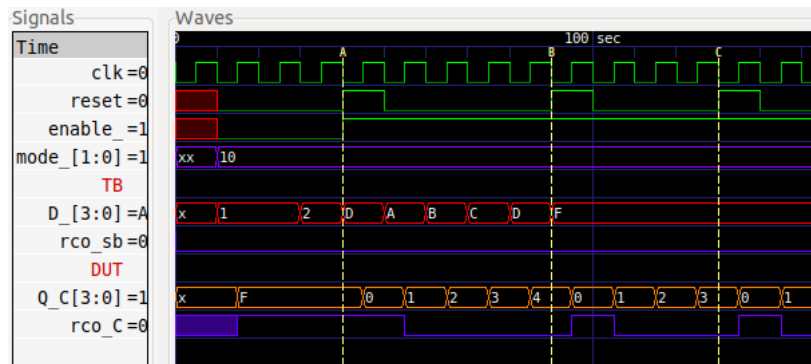 Signals
Waves
Time
0
100 sec
A
B
C
clk=0
reset=0
enable_=1
mode_[1:0]=1
xx
10
TB
D_[3:0]=A
x
1
2
D
A
B
C
D
F
rco_sb=0
DUT
Q_C[3:0]=1
x
F
0
1
2
3
4
0
1
2
3
0
1
rco_C=0